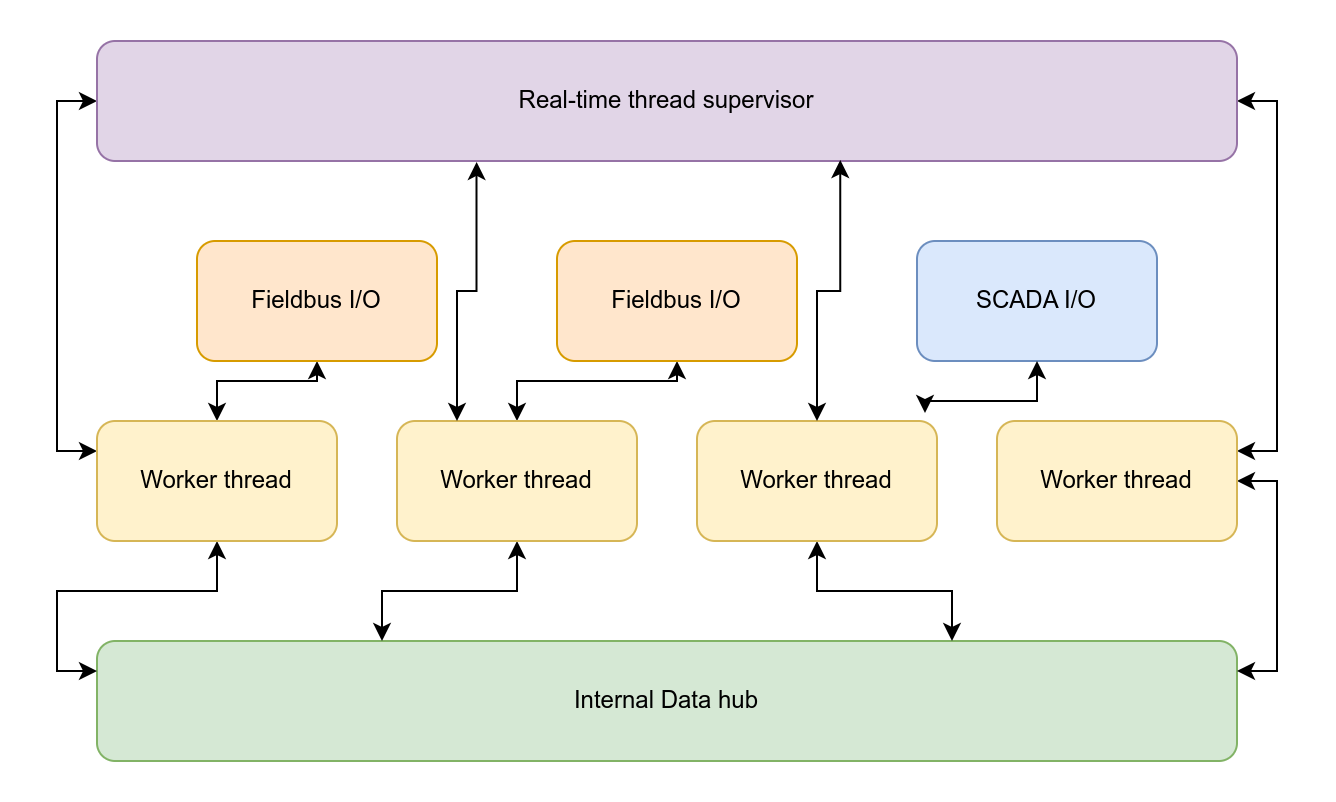 Real-time thread supervisor
Fieldbus I/O
Fieldbus I/O
SCADA I/O
Worker thread
Worker thread
Worker thread
Worker thread
Internal Data hub